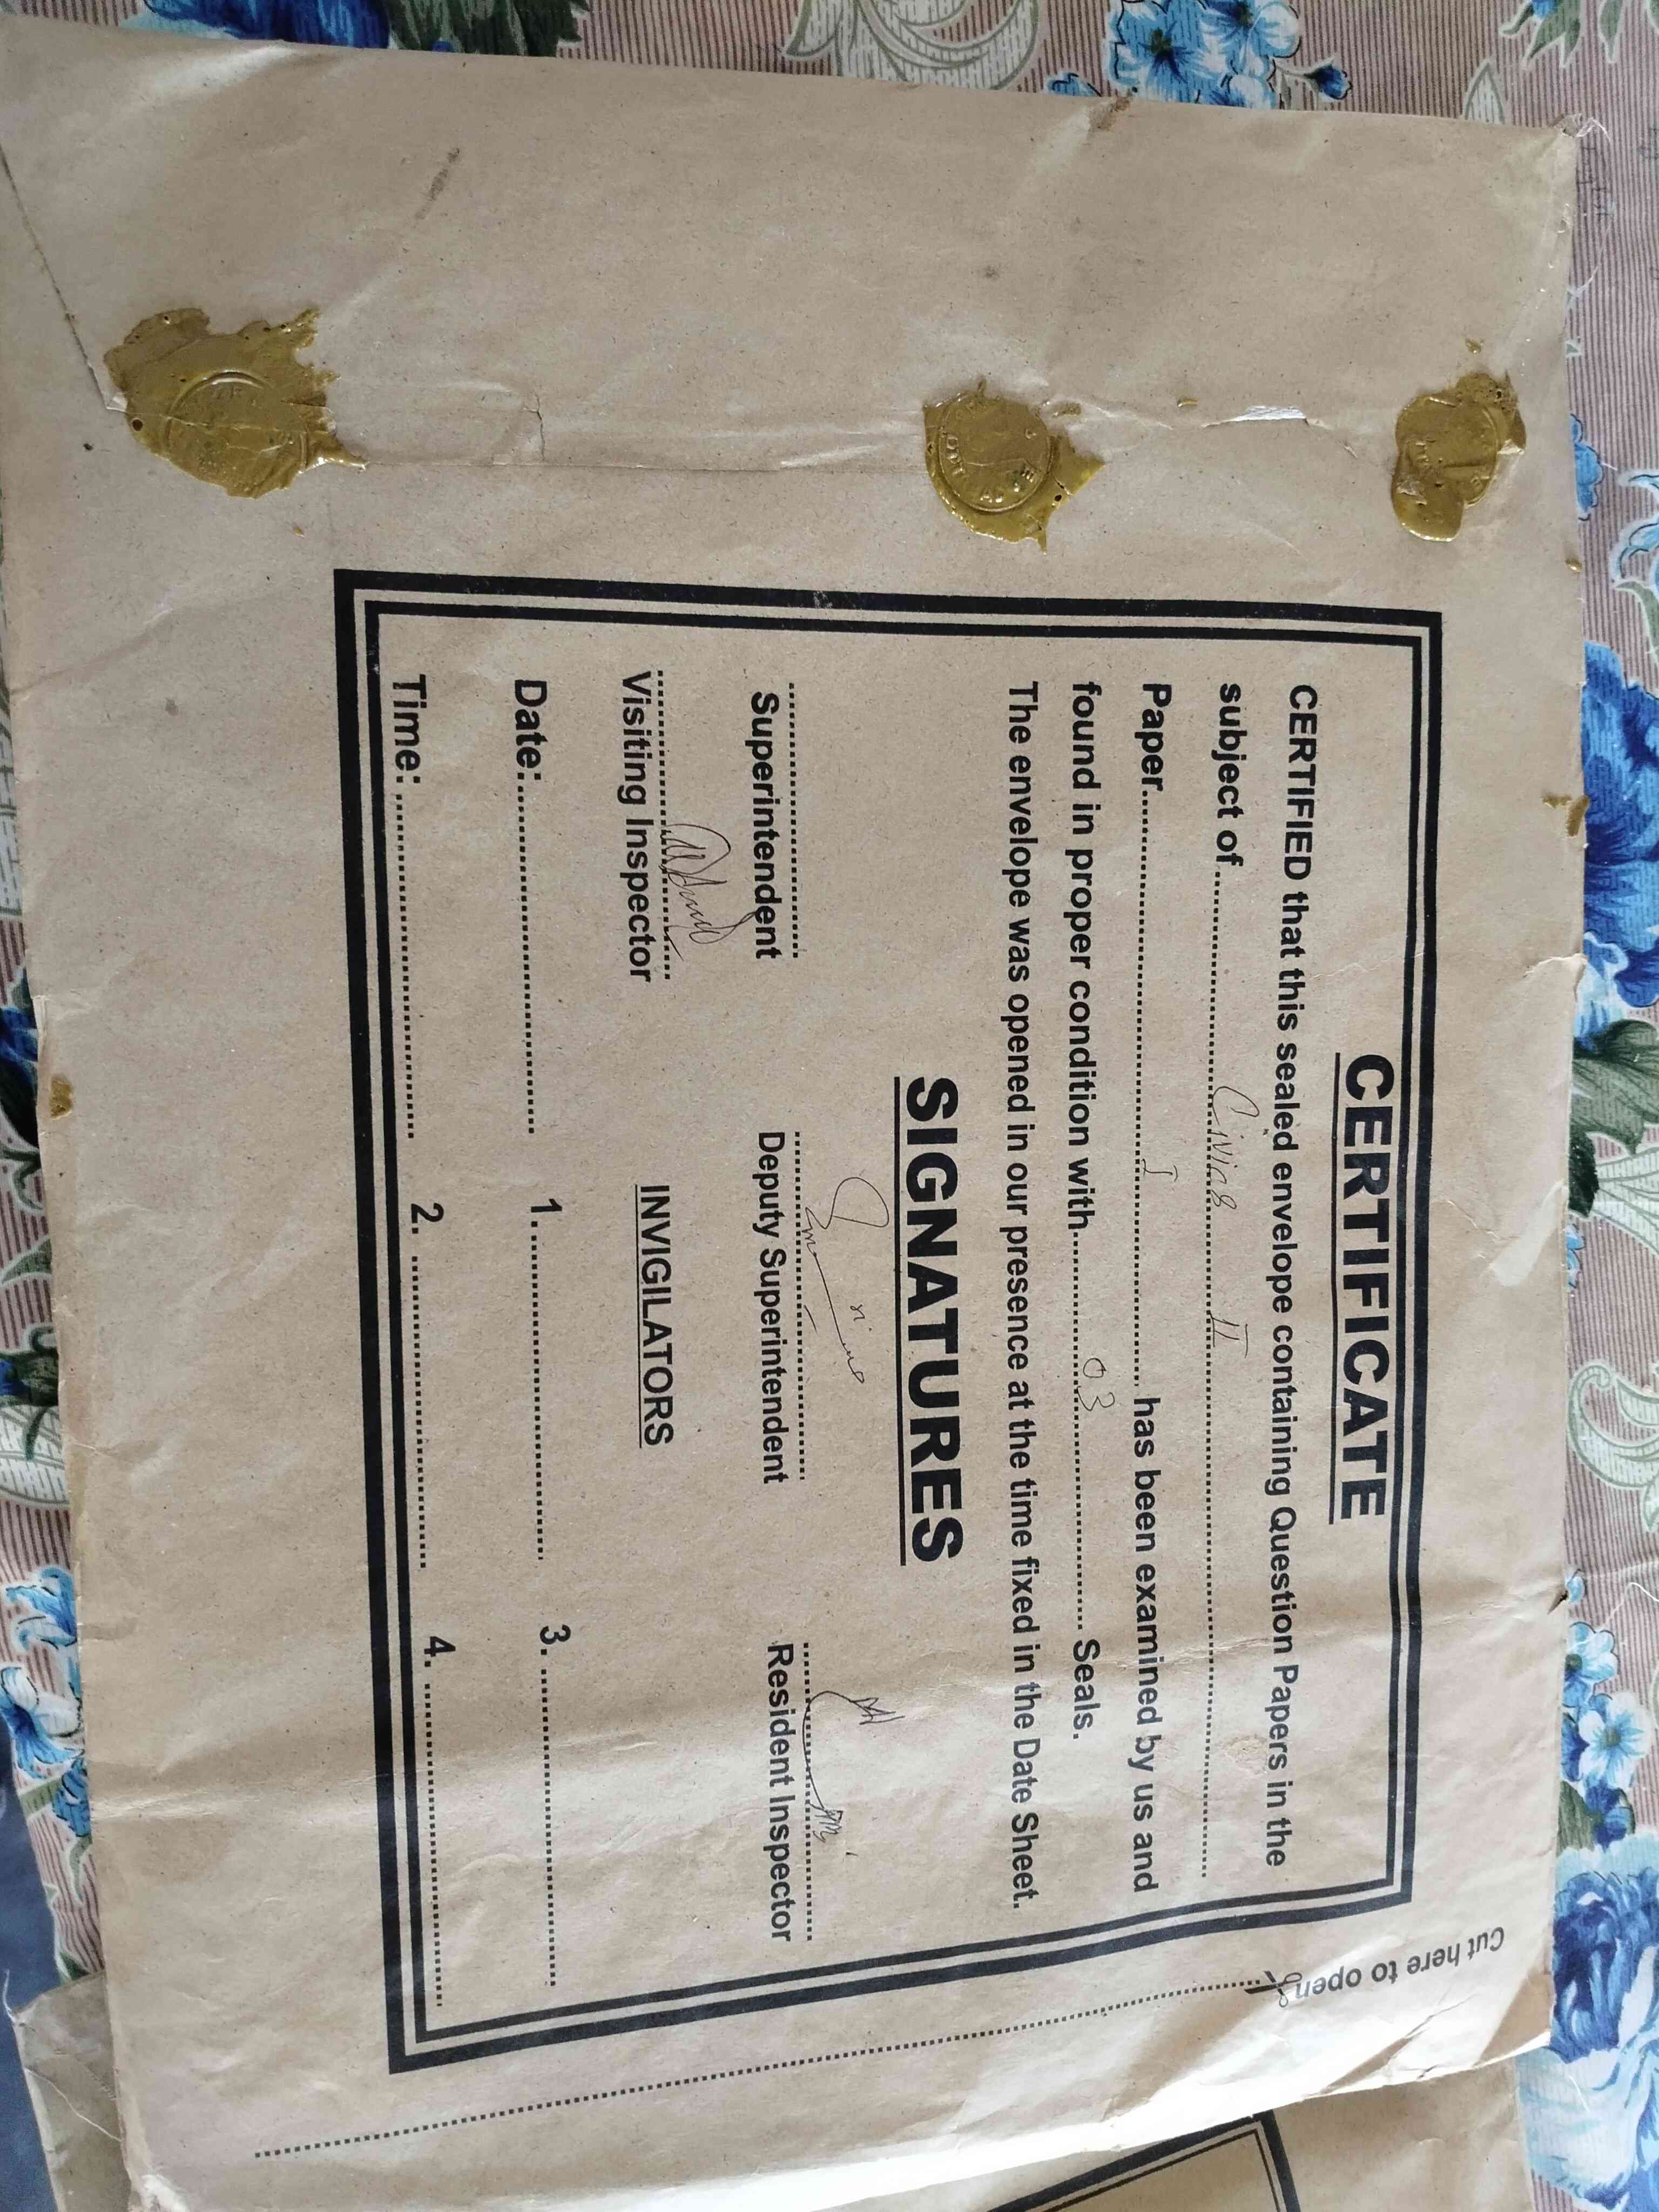 CERTIFICATE
CERTIFIED that this sealed envelope containing Question Papers in the
subject of.......Civics II.......
Paper.......I....... has been examined by us and
found in proper condition with.......03....... Seals.
The envelope was opened in our presence at the time fixed in the Date Sheet.
SIGNATURES
Superintendent Deputy Superintendent Resident Inspector
Visiting Inspector INVIGILATORS
Date:....... 1........ 3........
Time:....... 2........ 4........
Cut here to open